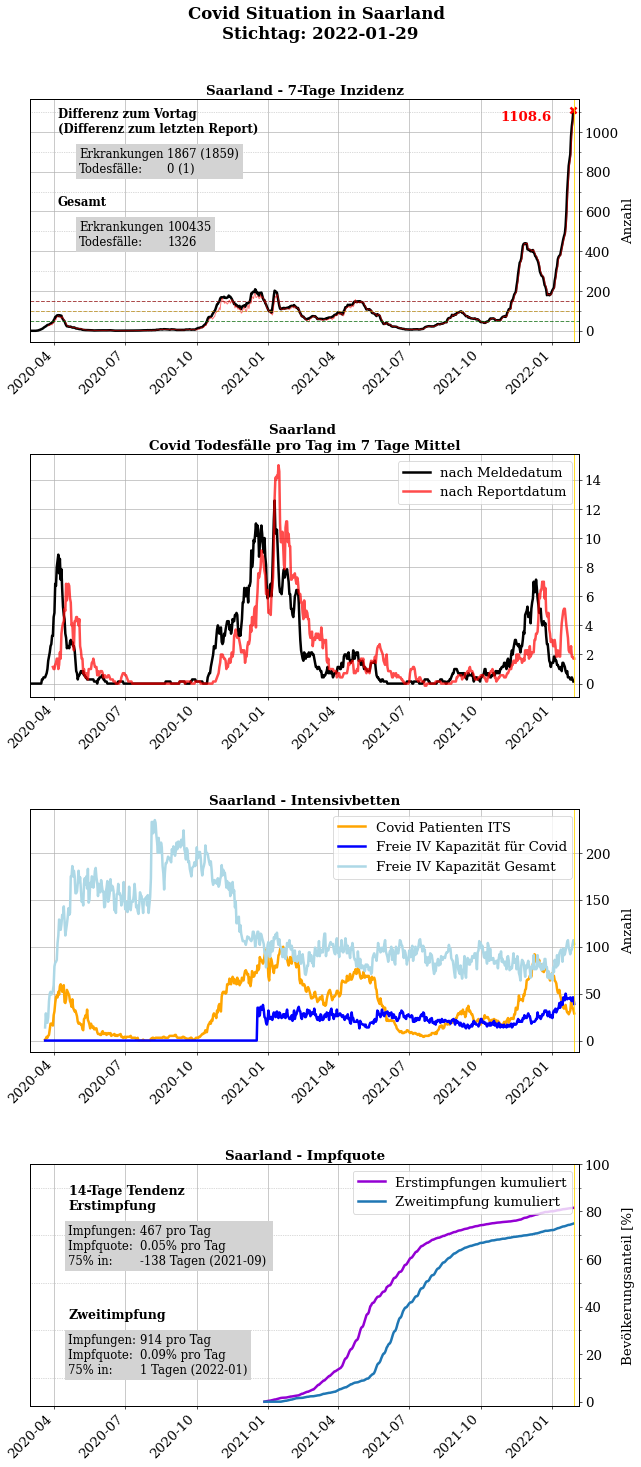 Covid Situation in Saarland
Stichtag: 2022-01-29
Saarland - 7-Tage Inzidenz
Differenz zum Vortag
(Differenz zum letzten Report)
Erkrankungen 1867 (1859)
Todesfälle: 0 (1)
Gesamt
Erkrankungen 100435
Todesfälle: 1326
1108.6
1000
800
600
400
200
0
Anzahl
2020-04 2020-07 2020-10 2021-01 2021-04 2021-07 2021-10 2022-01
Saarland
Covid Todesfälle pro Tag im 7 Tage Mittel
nach Meldedatum
nach Reportdatum
14
12
10
8
6
4
2
0
2020-04 2020-07 2020-10 2021-01 2021-04 2021-07 2021-10 2022-01
Saarland - Intensivbetten
Covid Patienten ITS
Freie IV Kapazität für Covid
Freie IV Kapazität Gesamt
200
150
100
50
0
Anzahl
2020-04 2020-07 2020-10 2021-01 2021-04 2021-07 2021-10 2022-01
Saarland - Impfquote
14-Tage Tendenz
Erstimpfung
Impfungen: 467 pro Tag
Impfquote: 0.05% pro Tag
75% in: -138 Tagen (2021-09)
Zweitimpfung
Impfungen: 914 pro Tag
Impfquote: 0.09% pro Tag
75% in: 1 Tagen (2022-01)
Erstimpfungen kumuliert
Zweitimpfung kumuliert
100
80
60
40
20
0
Bevölkerungsanteil [%]
2020-04 2020-07 2020-10 2021-01 2021-04 2021-07 2021-10 2022-01